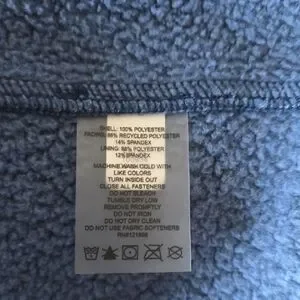 SHELL: 100% POLYESTER
FACING: 86% RECYCLED POLYESTER
14% SPANDEX
LINING: 88% POLYESTER
12% SPANDEX
MACHINE WASH COLD WITH
LIKE COLORS
TURN INSIDE OUT
CLOSE ALL FASTENERS
DO NOT BLEACH
TUMBLE DRY LOW
REMOVE PROMPTLY
DO NOT IRON
DO NOT DRY CLEAN
DO NOT USE FABRIC SOFTENERS